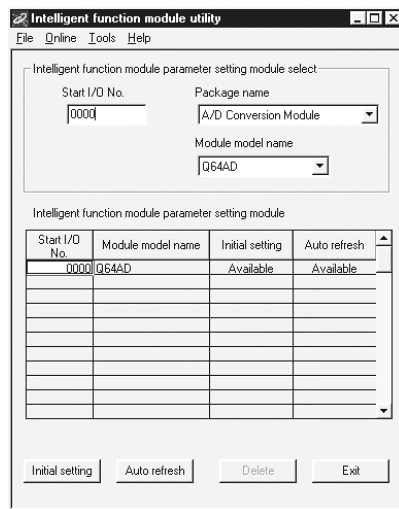 Intelligent function module utility
File Online Tools Help
Intelligent function module parameter setting module select
Start I/O No.
Package name
0000
A/D Conversion Module
Module model name
Q64AD
Intelligent function module parameter setting module
Start I/O No. Module model name Initial setting Auto refresh
0000 Q64AD Available Available
Initial setting Auto refresh Delete Exit